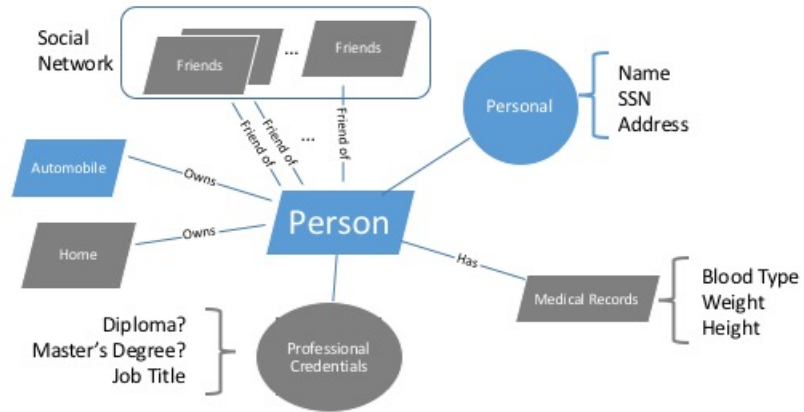 Social
Network
Friends
...
Friends
Friend of
Friend of
...
Friend of
Personal
Name
SSN
Address
Automobile
Owns
Person
Home
Owns
Has
Medical Records
Blood Type
Weight
Height
Diploma?
Master's Degree?
Job Title
Professional
Credentials